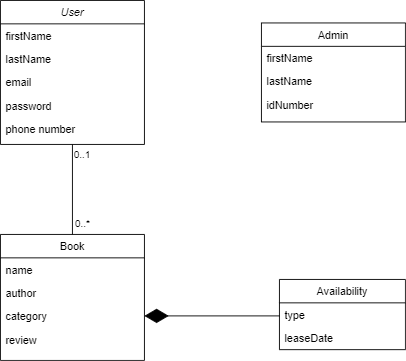 User
firstName
lastName
email
password
phone number
Admin
firstName
lastName
idNumber
0..1
0..*
Book
name
author
category
review
Availability
type
leaseDate